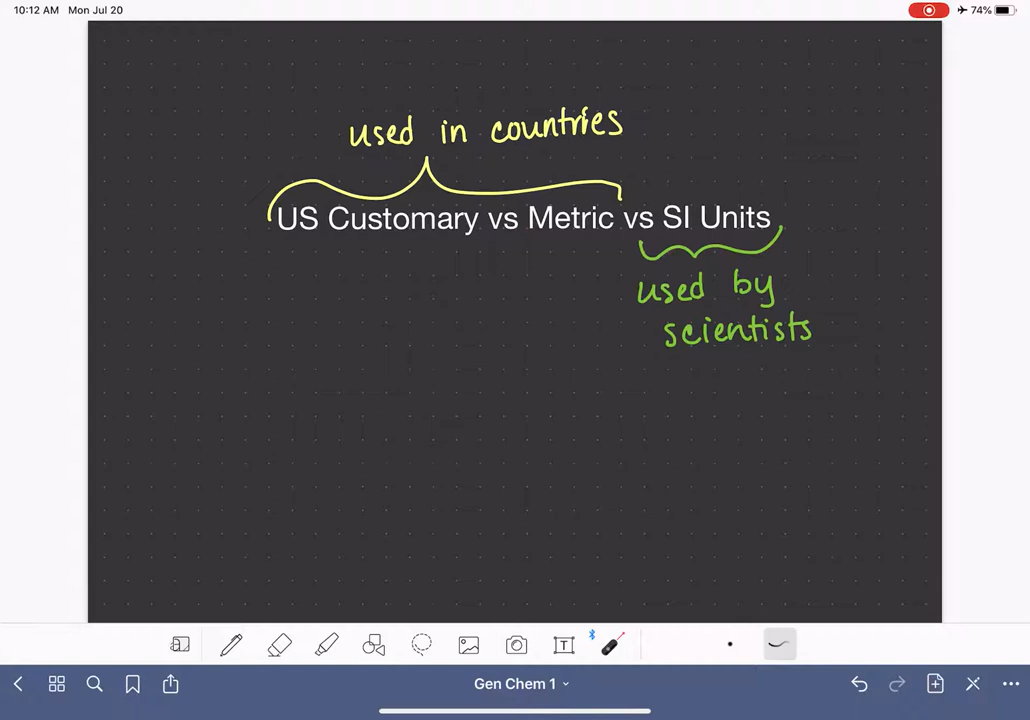 10:12 AM Mon Jul 20
74%
used in countries
US Customary vs Metric vs SI Units
used by
scientists
T
Gen Chem 1